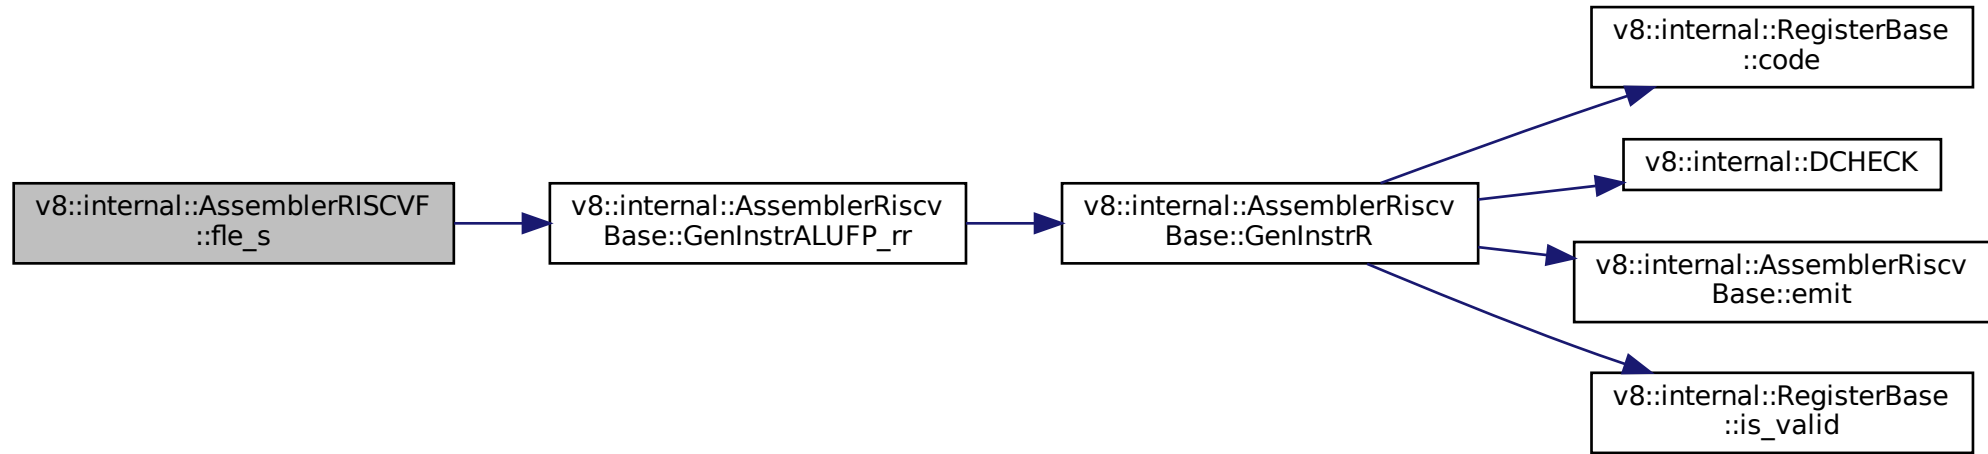 v8::internal::AssemblerRISCVF
::fle_s
v8::internal::AssemblerRiscv
Base::GenInstrALUFP_rr
v8::internal::AssemblerRiscv
Base::GenInstrR
v8::internal::RegisterBase
::code
v8::internal::DCHECK
v8::internal::AssemblerRiscv
Base::emit
v8::internal::RegisterBase
::is_valid